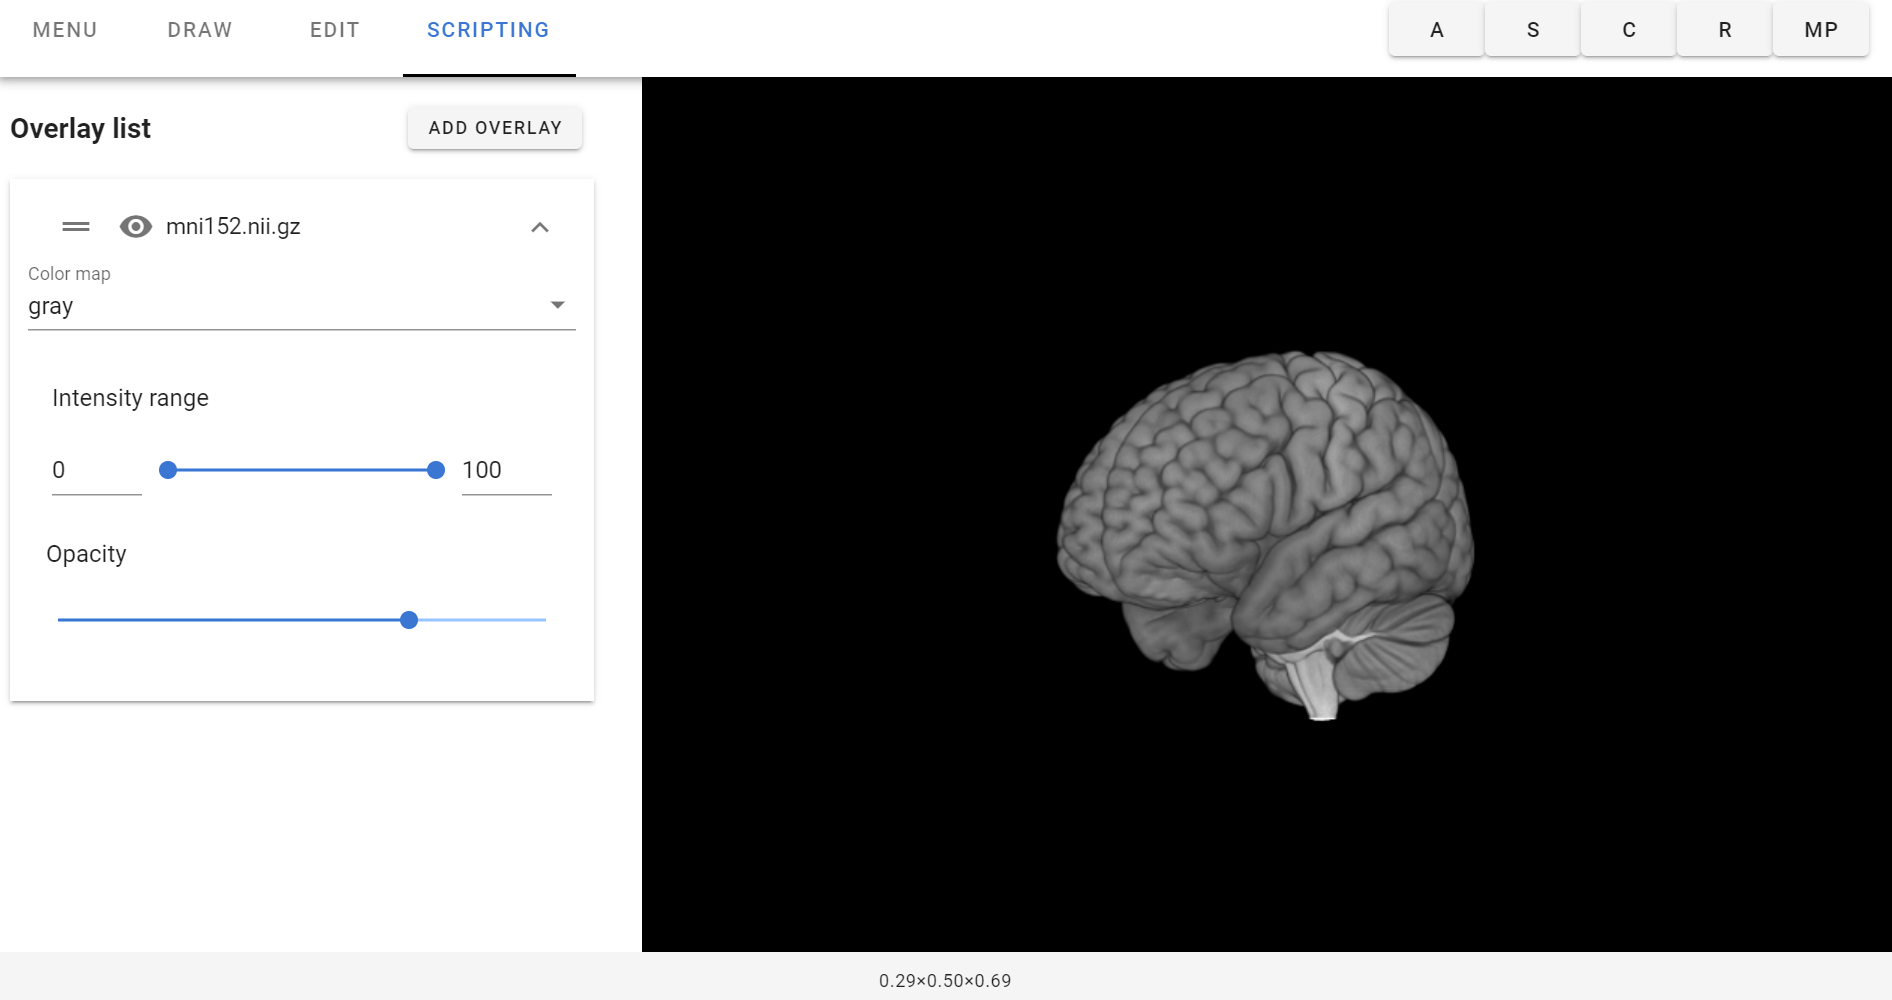 MENU DRAW EDIT SCRIPTING A S C R MP
Overlay list ADD OVERLAY
mni152.nii.gz
Color map
gray
Intensity range
0 100
Opacity
0.29×0.50×0.69